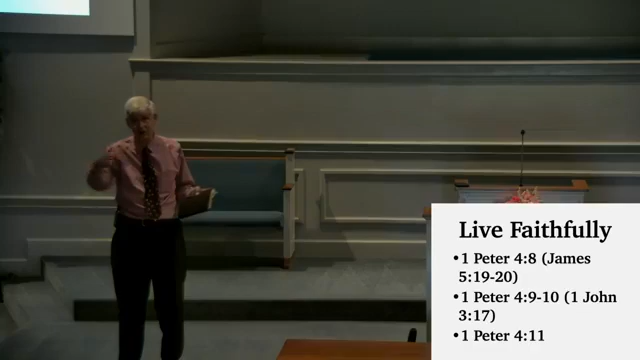 Live Faithfully
•1 Peter 4:8 (James
5:19-20)
•1 Peter 4:9-10 (1 John
3:17)
•1 Peter 4:11